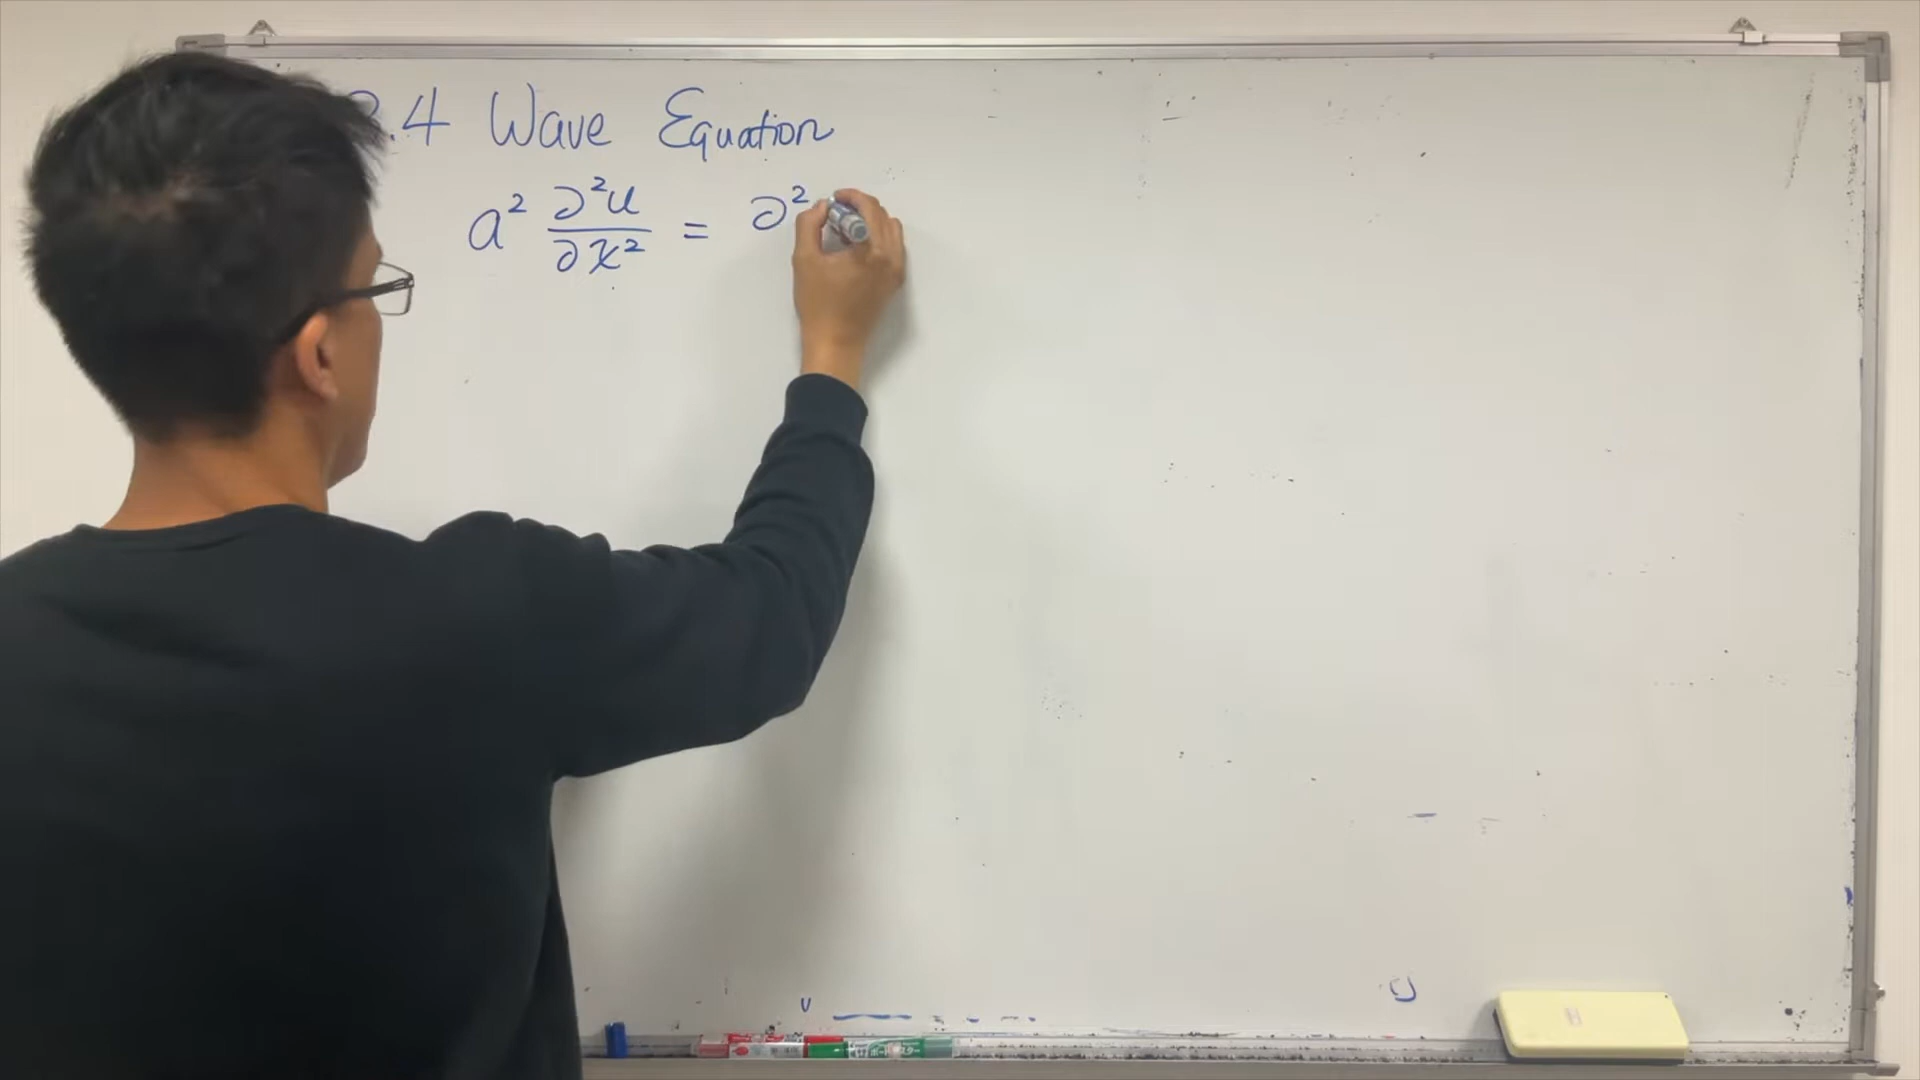 .4 Wave Equation
a² ∂²u/∂x² = ∂²